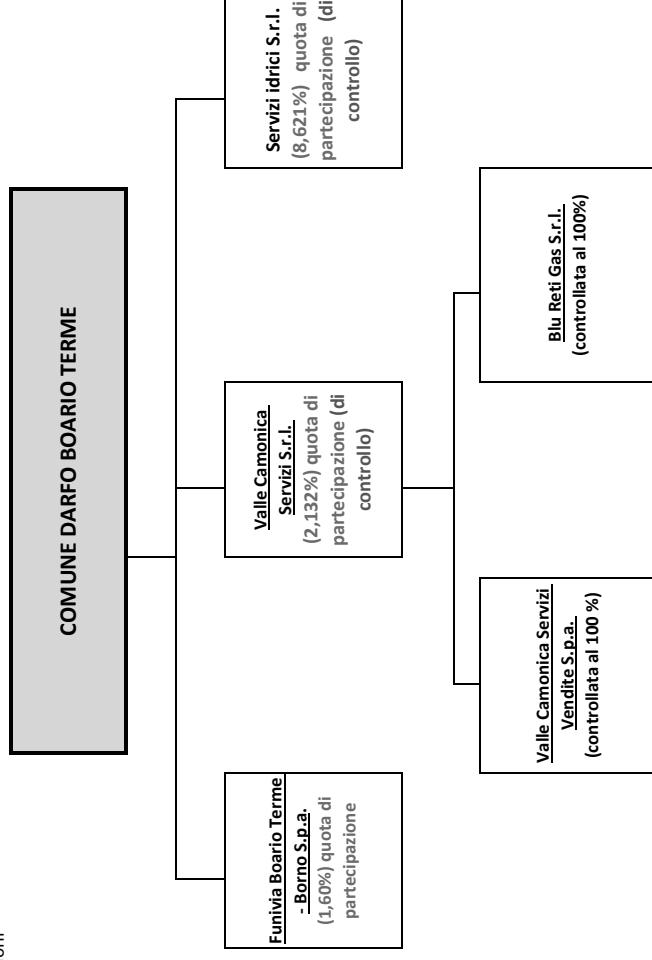 COMUNE DARFO BOARIO TERME
Funivia Boario Terme
- Borno S.p.a.
(1,60%) quota di
partecipazione
Valle Camonica
Servizi S.r.l.
(2,132%) quota di
partecipazione (di
controllo)
Servizi idrici S.r.l.
(8,621%) quota di
partecipazione (di
controllo)
Valle Camonica Servizi
Vendite S.p.a.
(controllata al 100 %)
Blu Reti Gas S.r.l.
(controllata al 100%)